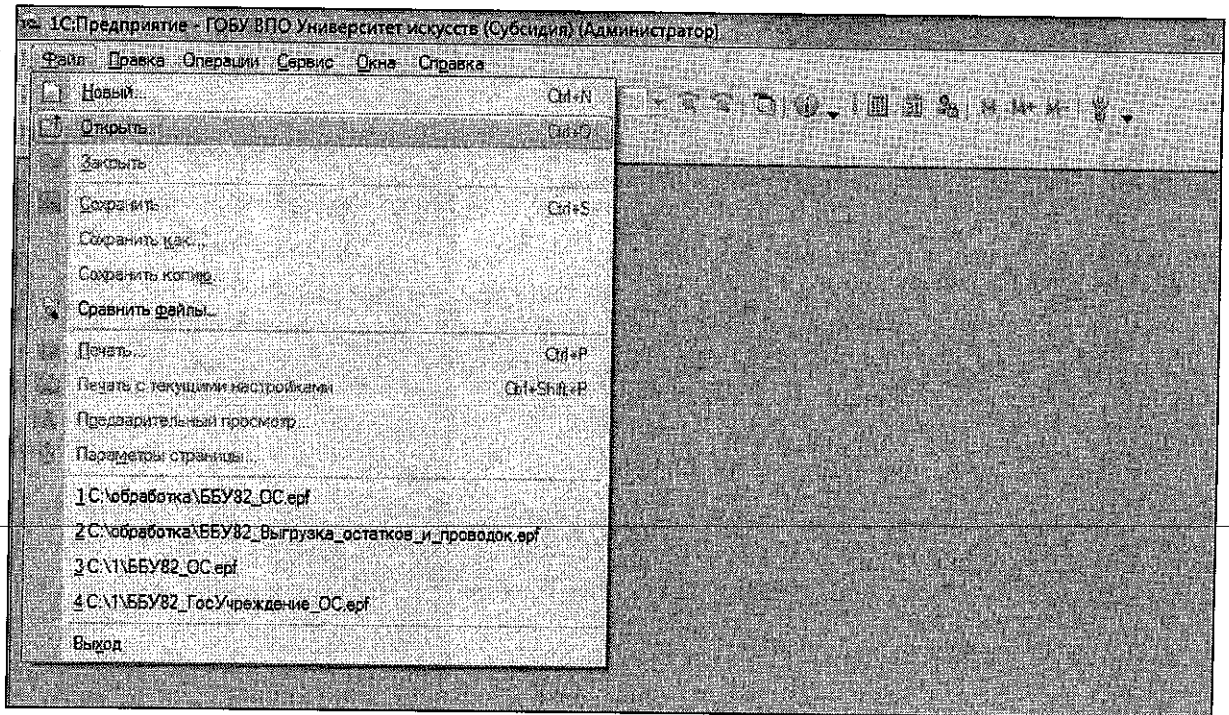 1С:Предприятие - ГОБУ ВПО Университет искусств (Субсидия) (Администратор)
Файл Правка Операции Сервис Окна Справка
Новый... Ctrl+N
Открыть... Ctrl+O
Закрыть
Сохранить Ctrl+S
Сохранить как...
Сохранить копию...
Сравнить файлы...
Печать... Ctrl+P
Печать с текущими настройками Ctrl+Shift+P
Предварительный просмотр...
Параметры страницы...
1 C:\обработка\ББУ82_ОС.epf
2 C:\обработка\ББУ82_Выгрузка_остатков_и_проводок.epf
3 C:\1\ББУ82_ОС.epf
4 C:\1\ББУ82_ГосУчреждение_ОС.epf
Выход
M M+ M-